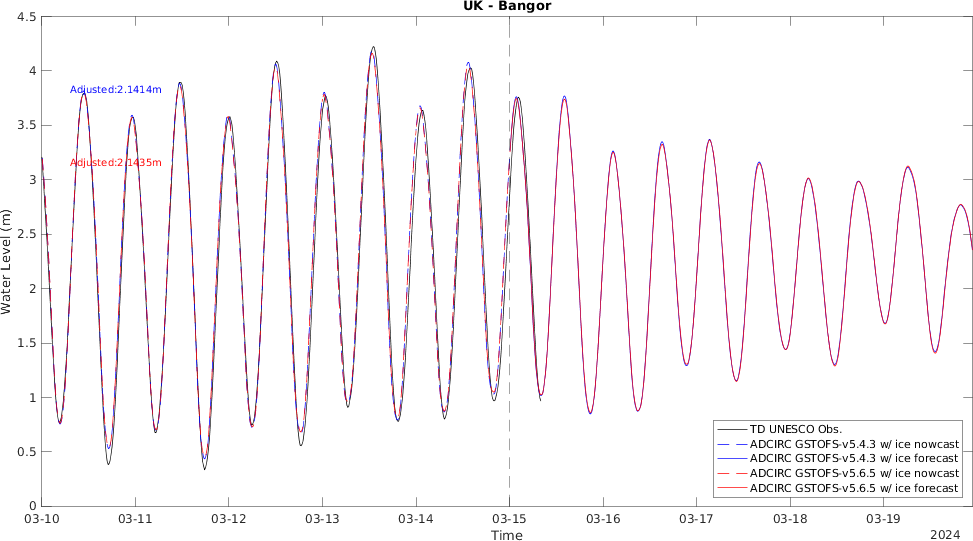 UK - Bangor
4.5
4
3.5
3
2.5
2
1.5
1
0.5
0
Water Level (m)
Adjusted:2.1414m
Adjusted:2.1435m
TD UNESCO Obs.
ADCIRC GSTOFS-v5.4.3 w/ ice nowcast
ADCIRC GSTOFS-v5.4.3 w/ ice forecast
ADCIRC GSTOFS-v5.6.5 w/ ice nowcast
ADCIRC GSTOFS-v5.6.5 w/ ice forecast
03-10 03-11 03-12 03-13 03-14 03-15 03-16 03-17 03-18 03-19
Time
2024